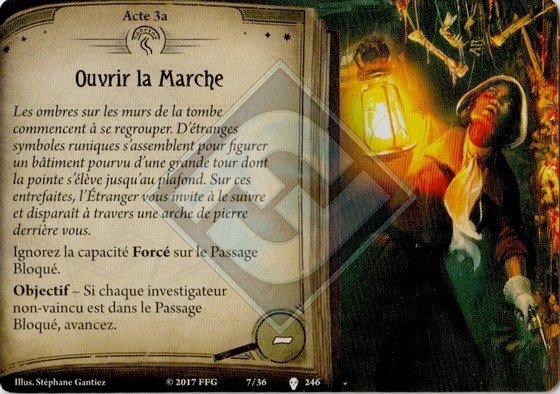 Acte 3a
Ouvrir la Marche
Les ombres sur les murs de la tombe
commencent à se regrouper. D'étranges
symboles runiques s'assemblent pour figurer
un bâtiment pourvu d'une grande tour dont
la pointe s'élève jusqu'au plafond. Sur ces
entrefaites, l'Étranger vous invite à le suivre
et disparaît à travers une arche de pierre
derrière vous.
Ignorez la capacité Forcé sur le Passage
Bloqué.
Objectif – Si chaque investigateur
non-vaincu est dans le Passage
Bloqué, avancez.
–
Illus. Stéphane Gantiez © 2017 FFG 7/36 246